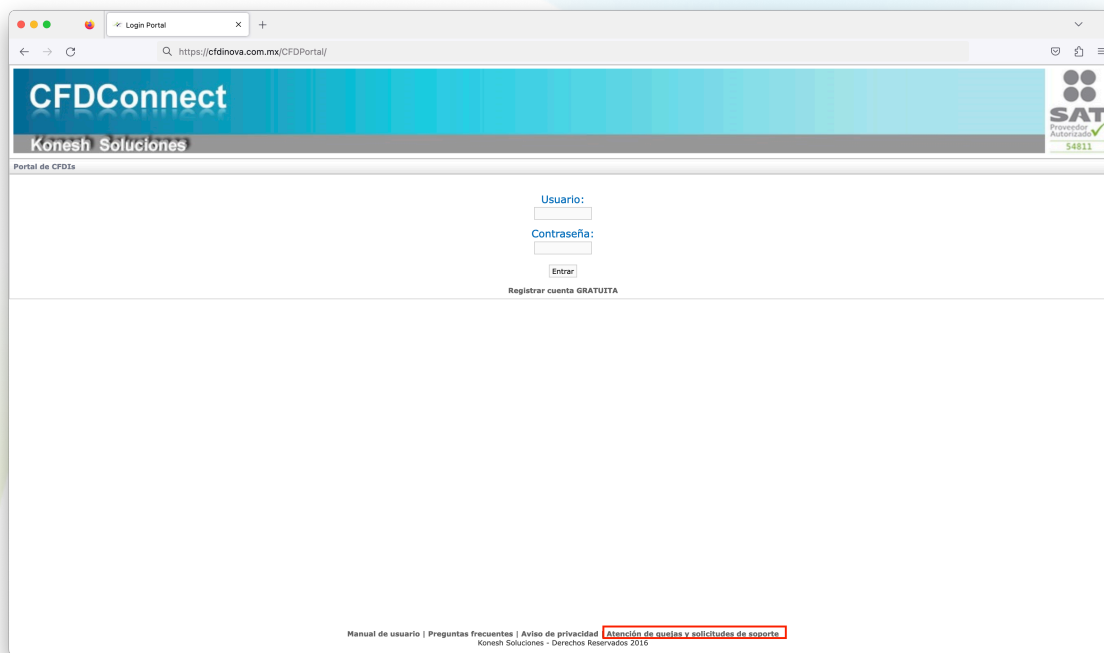 Login Portal
https://cfdinova.com.mx/CFDPortal/
CFDConnect
Konesh Soluciones
SAT
Proveedor
Autorizado
54811
Portal de CFDIs
Usuario:
Contraseña:
Entrar
Registrar cuenta GRATUITA
Manual de usuario | Preguntas frecuentes | Aviso de privacidad | Atención de quejas y solicitudes de soporte
Konesh Soluciones - Derechos Reservados 2016